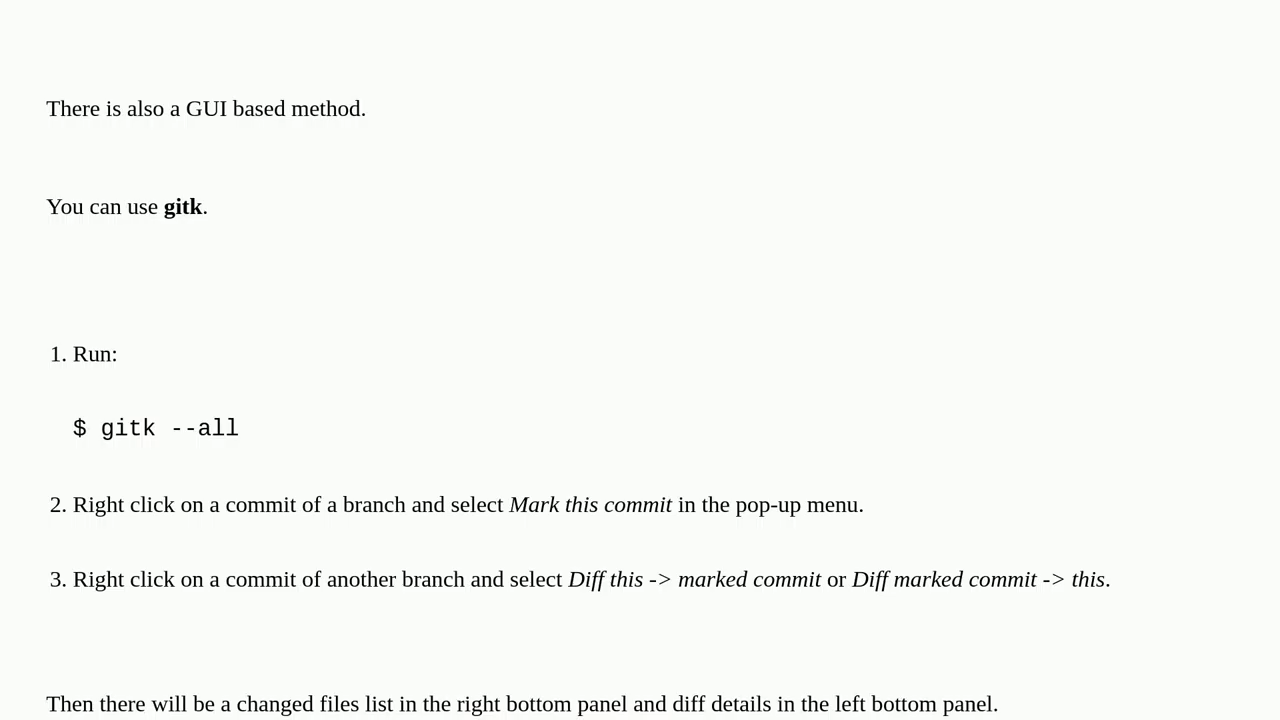 There is also a GUI based method.
You can use gitk.
1. Run:
$ gitk --all
2. Right click on a commit of a branch and select Mark this commit in the pop-up menu.
3. Right click on a commit of another branch and select Diff this -> marked commit or Diff marked commit -> this.
Then there will be a changed files list in the right bottom panel and diff details in the left bottom panel.